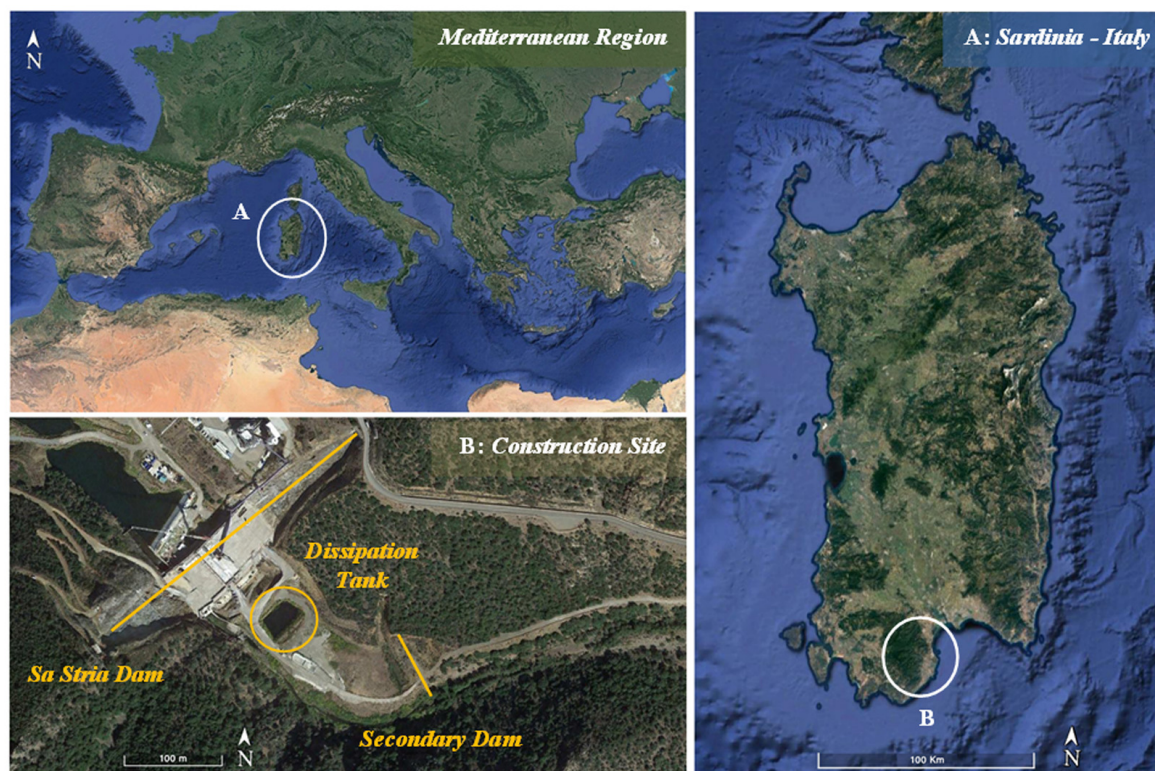 N
Mediterranean Region
A
A: Sardinia - Italy
B
N
100 Km
B: Construction Site
Dissipation
Tank
Sa Stria Dam
Secondary Dam
100 m
N